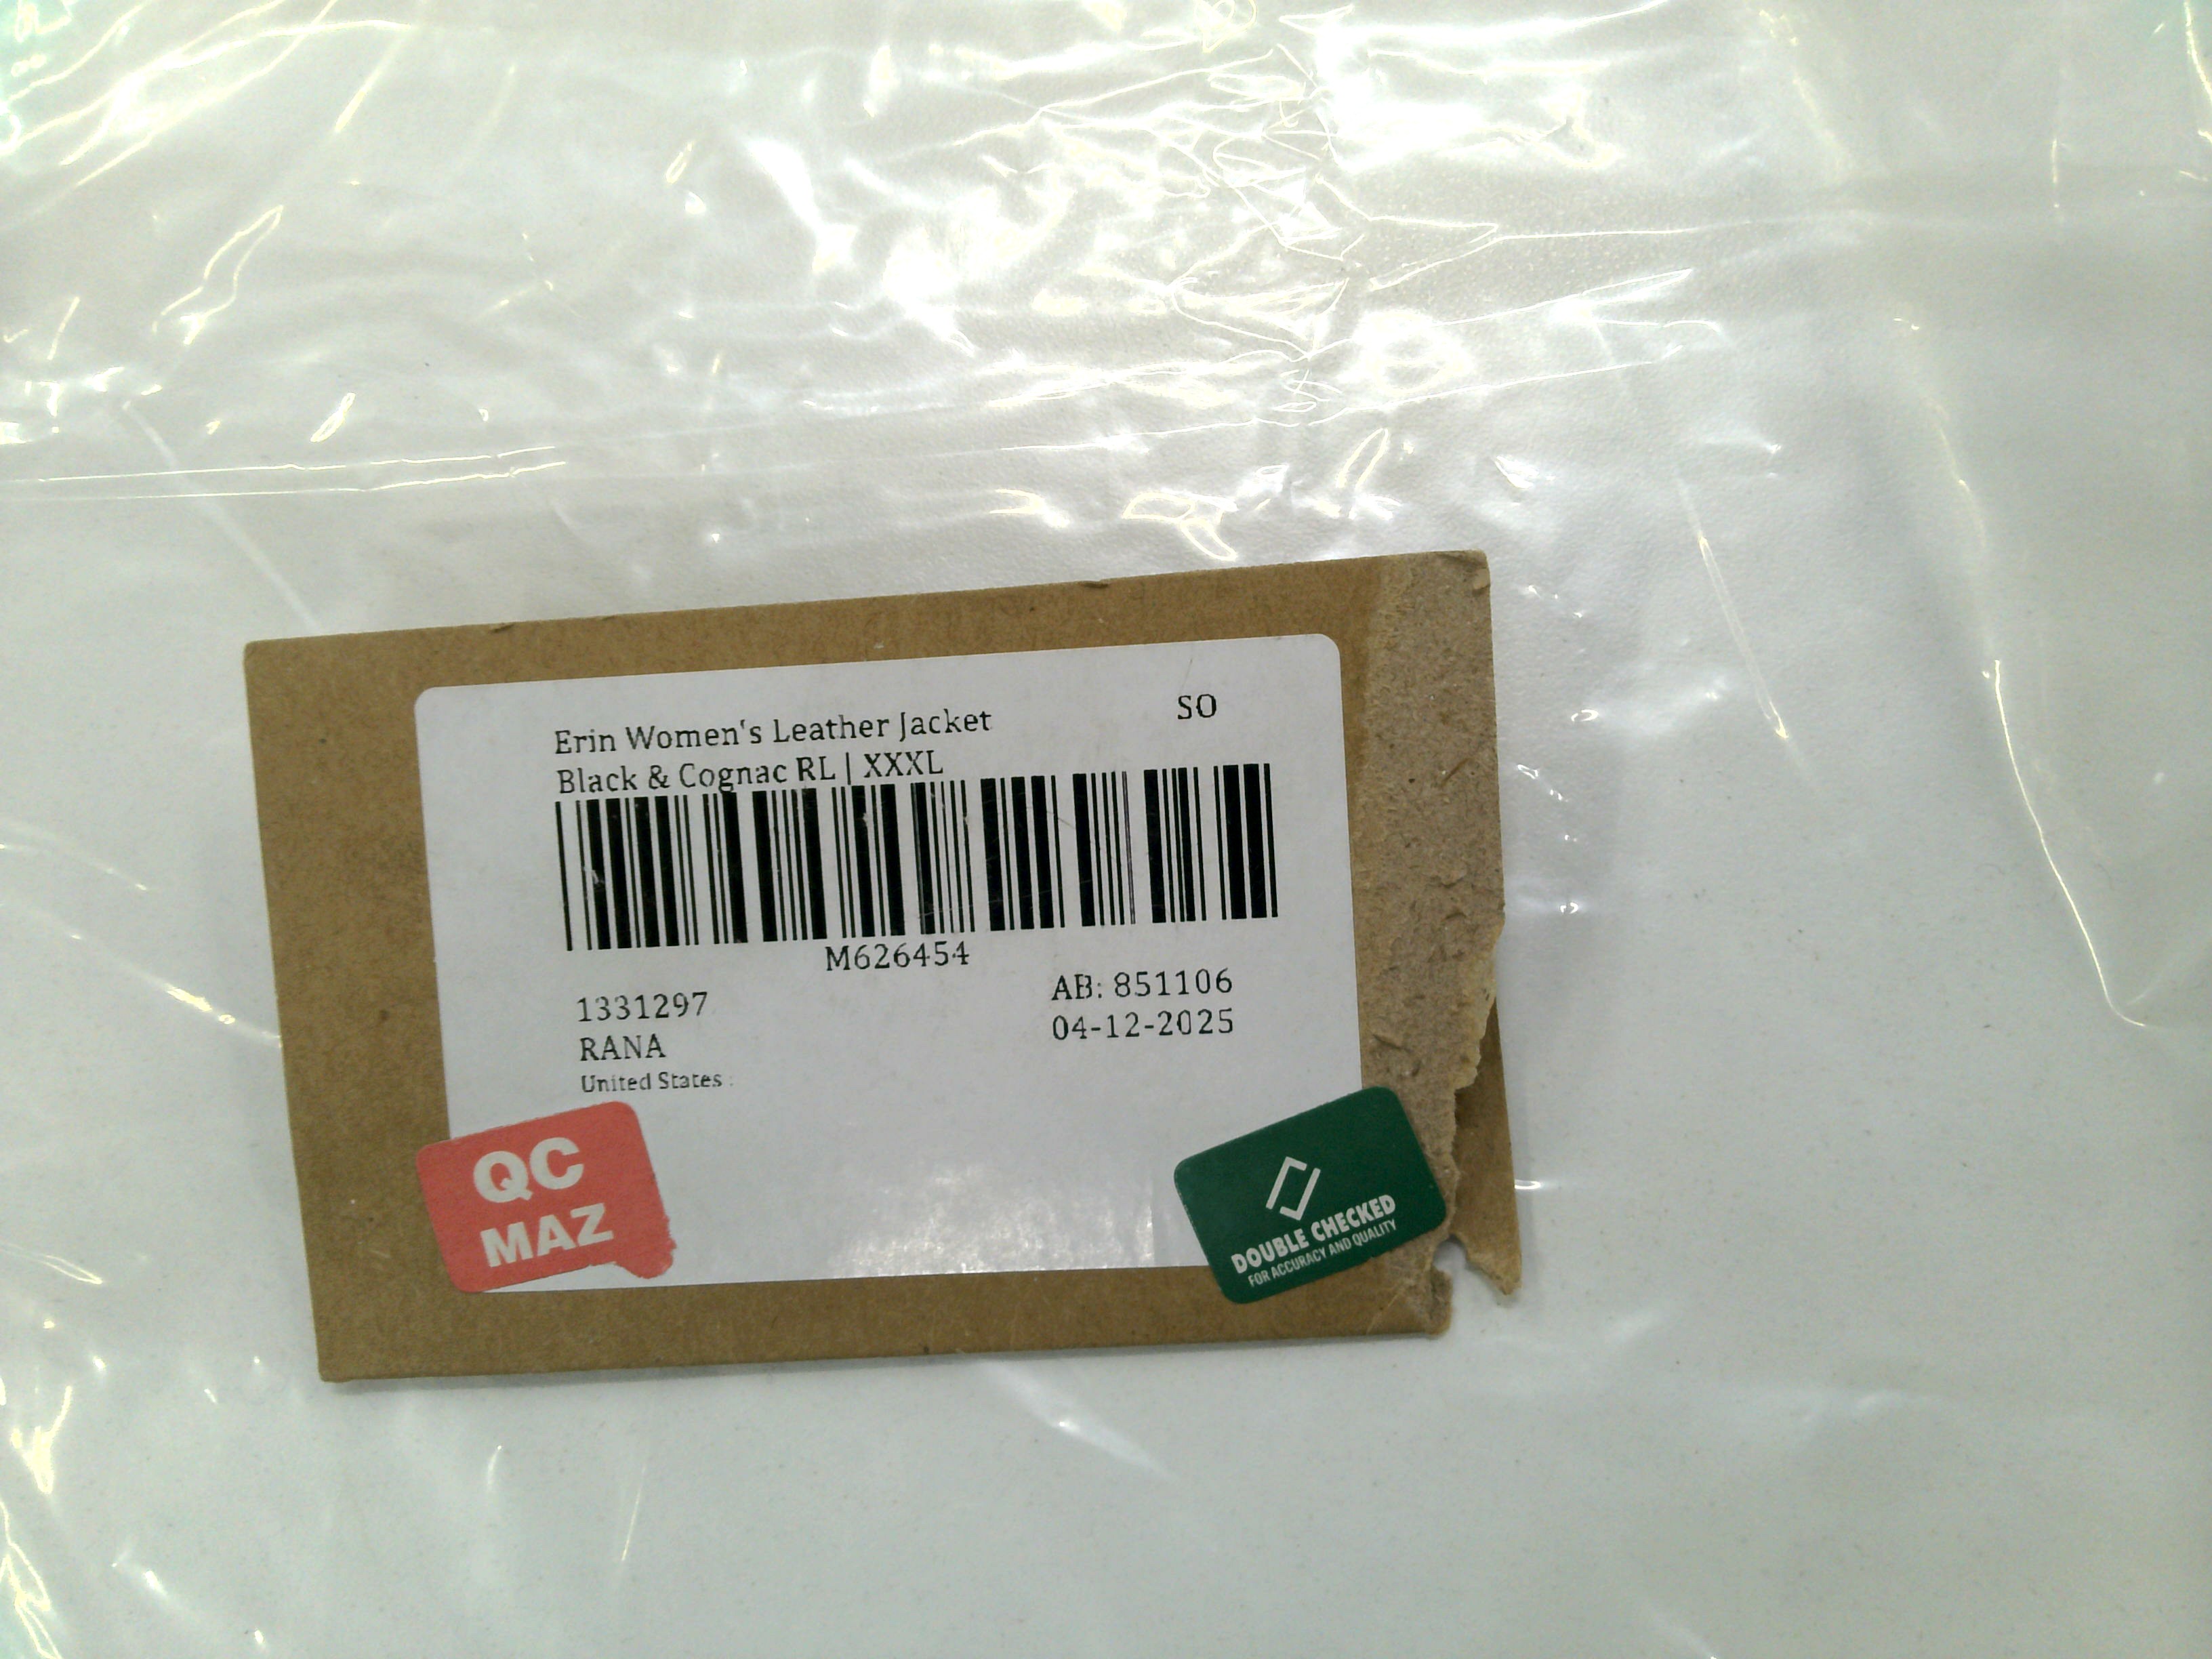 Erin Women's Leather Jacket
SO
Black & Cognac RL | XXXL
M626454
1331297
AB: 851106
RANA
04-12-2025
United States :
QC
MAZ
DOUBLE CHECKED
FOR ACCURACY AND QUALITY